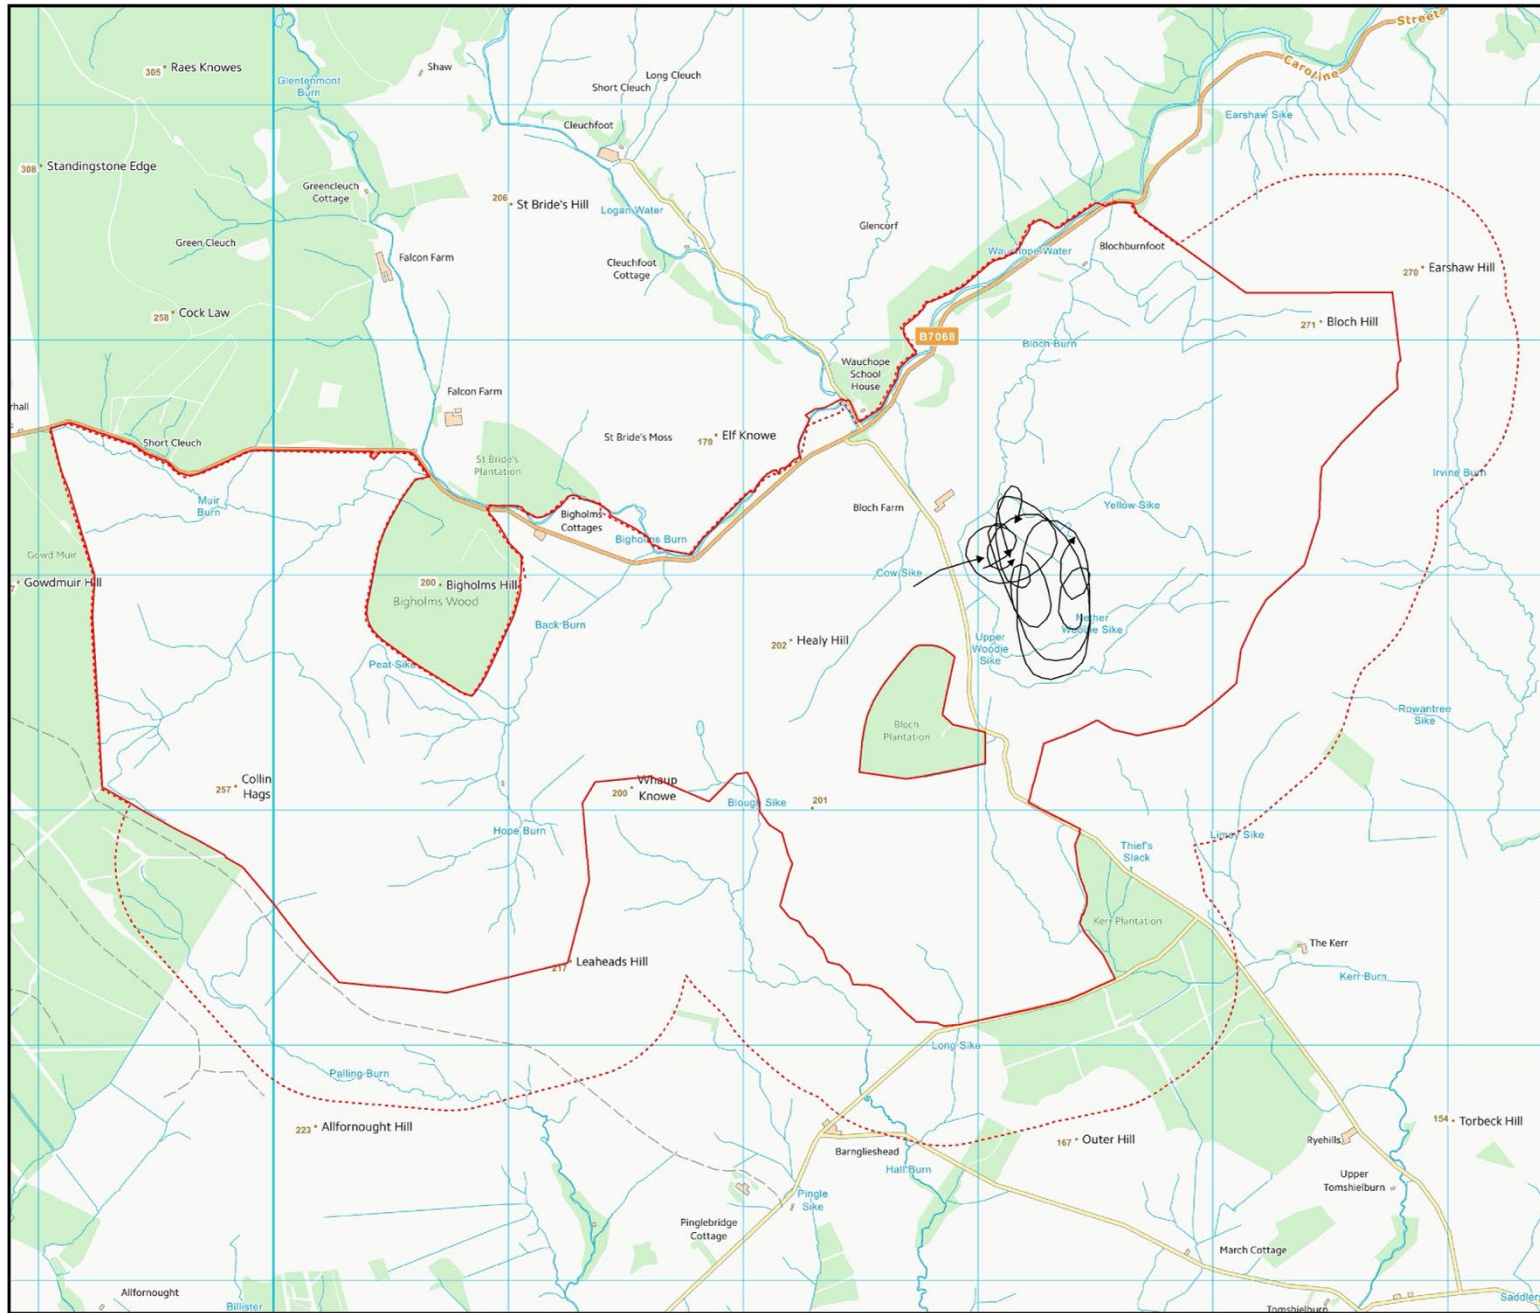 Street
Caroline
305 Raes Knowes
Shaw
Long Cleuch
Short Cleuch
Glentenmont
Burn
Earshaw Sike
Cleuchfoot
308 Standingstone Edge
Greencleuch
Cottage
206 St Bride's Hill
Logan Water
Glencorf
Green Cleuch
Falcon Farm
Cleuchfoot
Cottage
Wauchope Water
Blochburnfoot
270 Earshaw Hill
258 Cock Law
271 Bloch Hill
B7068
Bloch Burn
Wauchope
School
House
Falcon Farm
rhall
Short Cleuch
St Bride's Moss
170 Elf Knowe
St Bride's
Plantation
Irvine Burn
Muir
Burn
Bigholms
Cottages
Bloch Farm
Yellow Sike
Bigholms Burn
Gowd Muir
7 Gowdmuir Hill
200 Bigholms Hill
Bigholms Wood
Cow Sike
Back Burn
Nether
Woodie Sike
202 Healy Hill
Upper
Woodie
Sike
Peat Sike
Rowantree
Sike
Bloch
Plantation
257 Collin
Hags
200 Whaup
Knowe
Blough Sike
201
Hope Burn
Limey Sike
Thief's
Slack
Kerr Plantation
The Kerr
217 Leaheads Hill
Kerr Burn
Long Sike
Palling Burn
223 Allfornought Hill
154 Torbeck Hill
167 Outer Hill
Ryehills
Barnglieshead
Hall Burn
Upper
Tomshielburn
Pingle
Sike
Pinglebridge
Cottage
March Cottage
Allfornought
Billister
Tomshielburn
Saddler